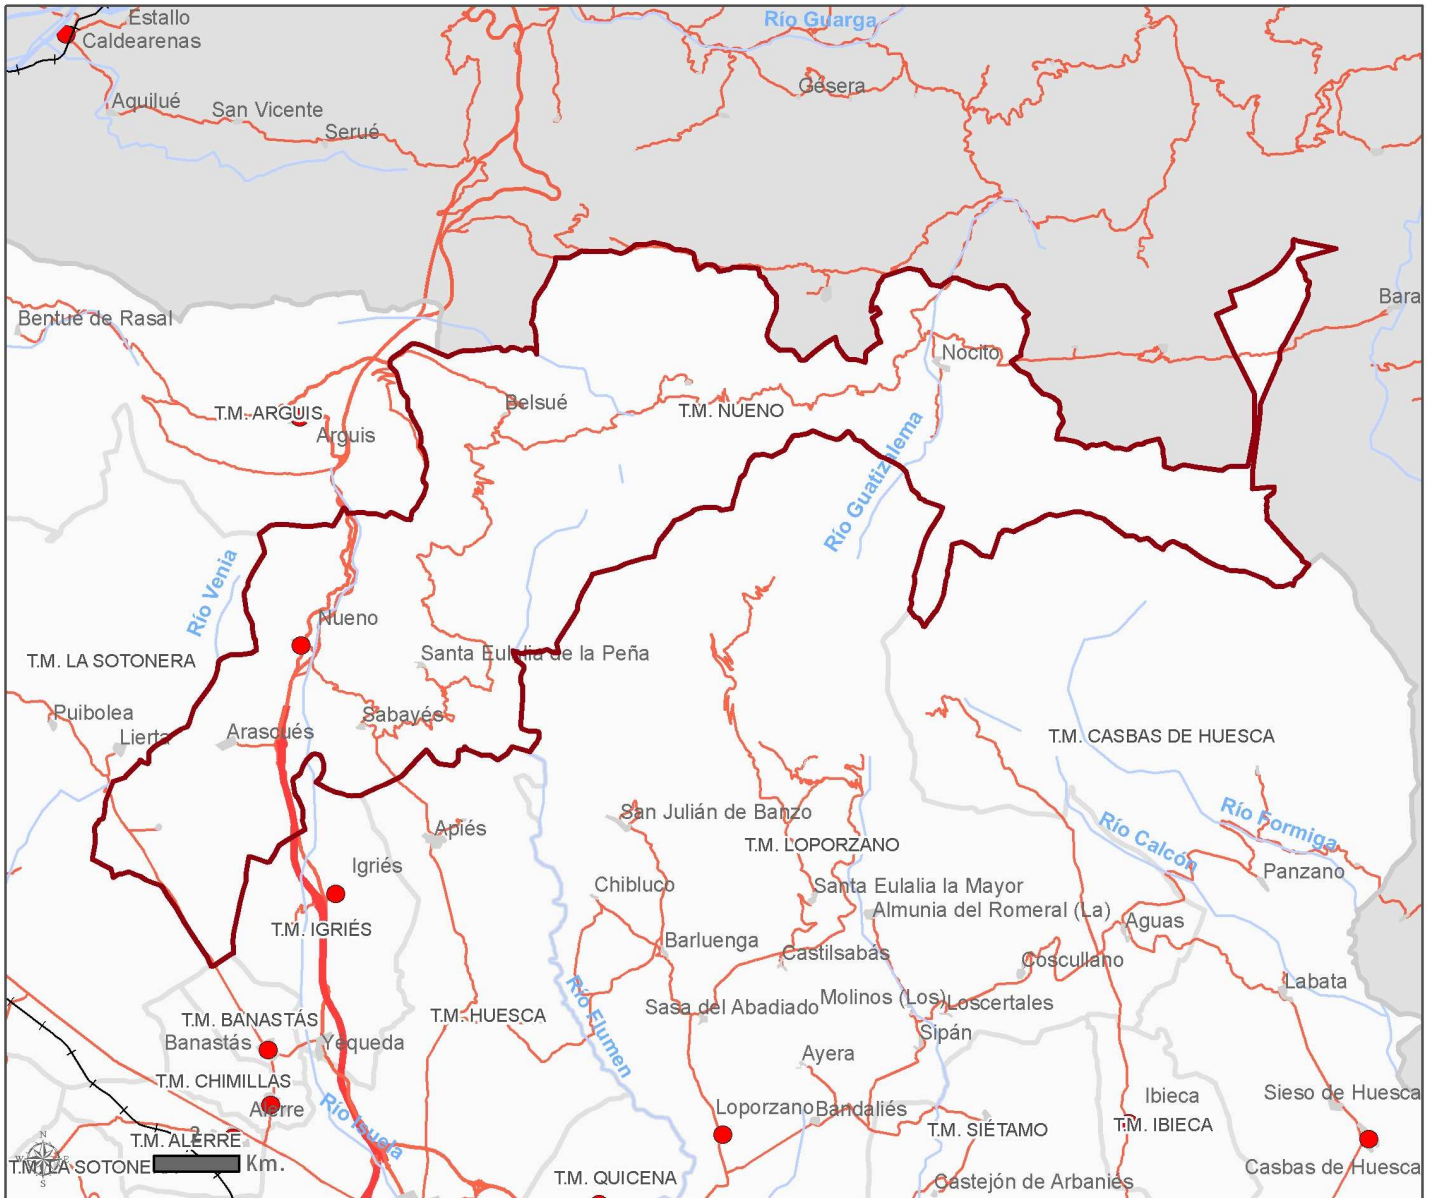 Estallo
Río Guarga
Caldearenas
Gésera
Aquilué
San Vicente
Serué
Bara
Bentué de Rasal
Nocito
Belsué
T.M. NUENO
T.M. ARGUIS
Arguis
Río Guatizalema
Río Venia
Nueno
Santa Eulalia de la Peña
T.M. LA SOTONERA
Puibolea
Sabayés
Lierta
Arascués
T.M. CASBAS DE HUESCA
San Julián de Banzo
Río Formiga
Apiés
Río Calcón
T.M. LOPORZANO
Igriés
Panzano
Chibluco
Santa Eulalia la Mayor
Almunia del Romeral (La)
T.M. IGRIÉS
Aguas
Barluenga
Castilsabás
Coscullano
Labata
Molinos (Los)
Loscertales
Sasa del Abadiado
Río Flumen
T.M. BANASTÁS
T.M. HUESCA
Banastás
Yequeda
Sipán
Ayera
T.M. CHIMILLAS
Sieso de Huesca
Ibieca
Alerre
Loporzano
Bandaliés
Río Isuela
T.M. SIÉTAMO
T.M. IBIECA
T.M. ALERRE
2
Km.
N
S
T.M. LA SOTONE
Casbas de Huesca
T.M. QUICENA
Castejón de Arbaniés